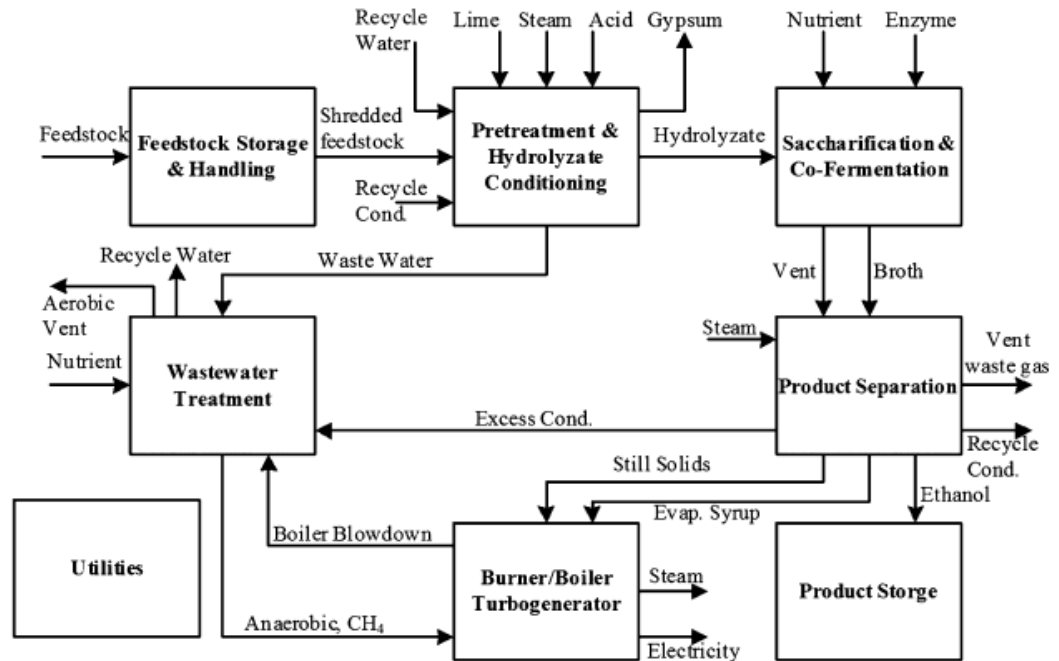 Recycle
Water
Lime
Steam
Acid
Gypsum
Nutrient
Enzyme
Feedstock
Feedstock Storage
& Handling
Shredded
feedstock
Pretreatment &
Hydrolyzate
Conditioning
Hydrolyzate
Saccharification &
Co-Fermentation
Recycle
Cond.
Recycle Water
Waste Water
Vent
Broth
Aerobic
Vent
Steam
Vent
waste gas
Nutrient
Wastewater
Treatment
Product Separation
Excess Cond.
Recycle
Cond.
Still Solids
Ethanol
Evap. Syrup
Boiler Blowdown
Utilities
Burner/Boiler
Turbogenerator
Steam
Product Storge
Anaerobic, CH₄
Electricity